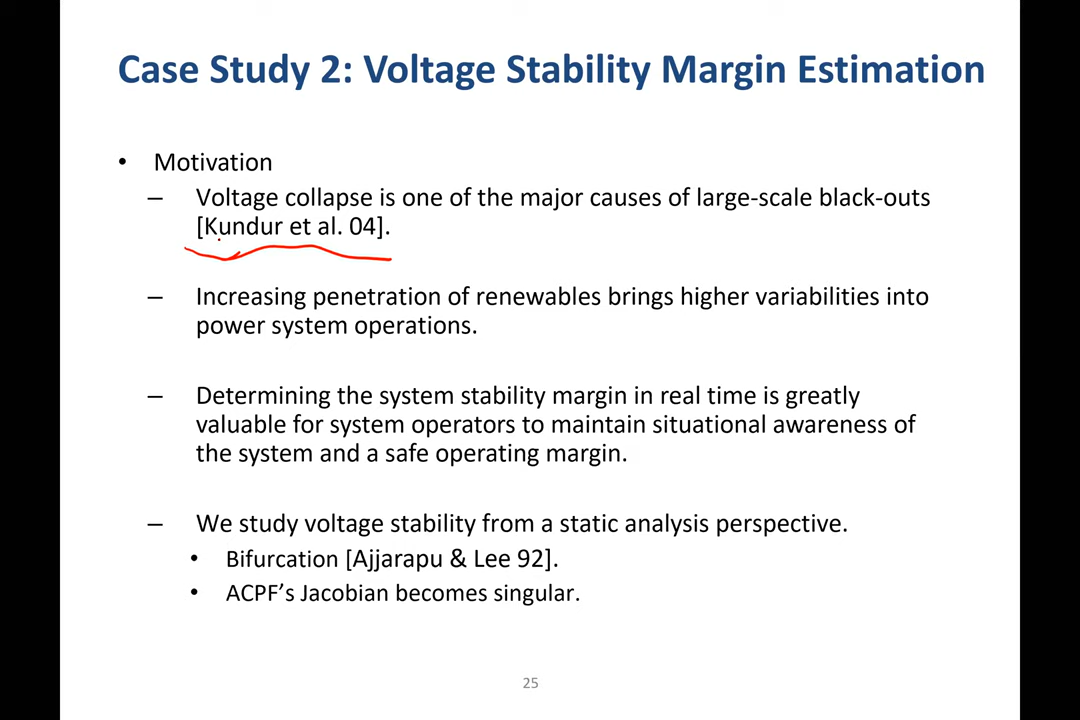 Case Study 2: Voltage Stability Margin Estimation
• Motivation
– Voltage collapse is one of the major causes of large-scale black-outs
[Kundur et al. 04].
– Increasing penetration of renewables brings higher variabilities into
power system operations.
– Determining the system stability margin in real time is greatly
valuable for system operators to maintain situational awareness of
the system and a safe operating margin.
– We study voltage stability from a static analysis perspective.
• Bifurcation [Ajjarapu & Lee 92].
• ACPF’s Jacobian becomes singular.
25